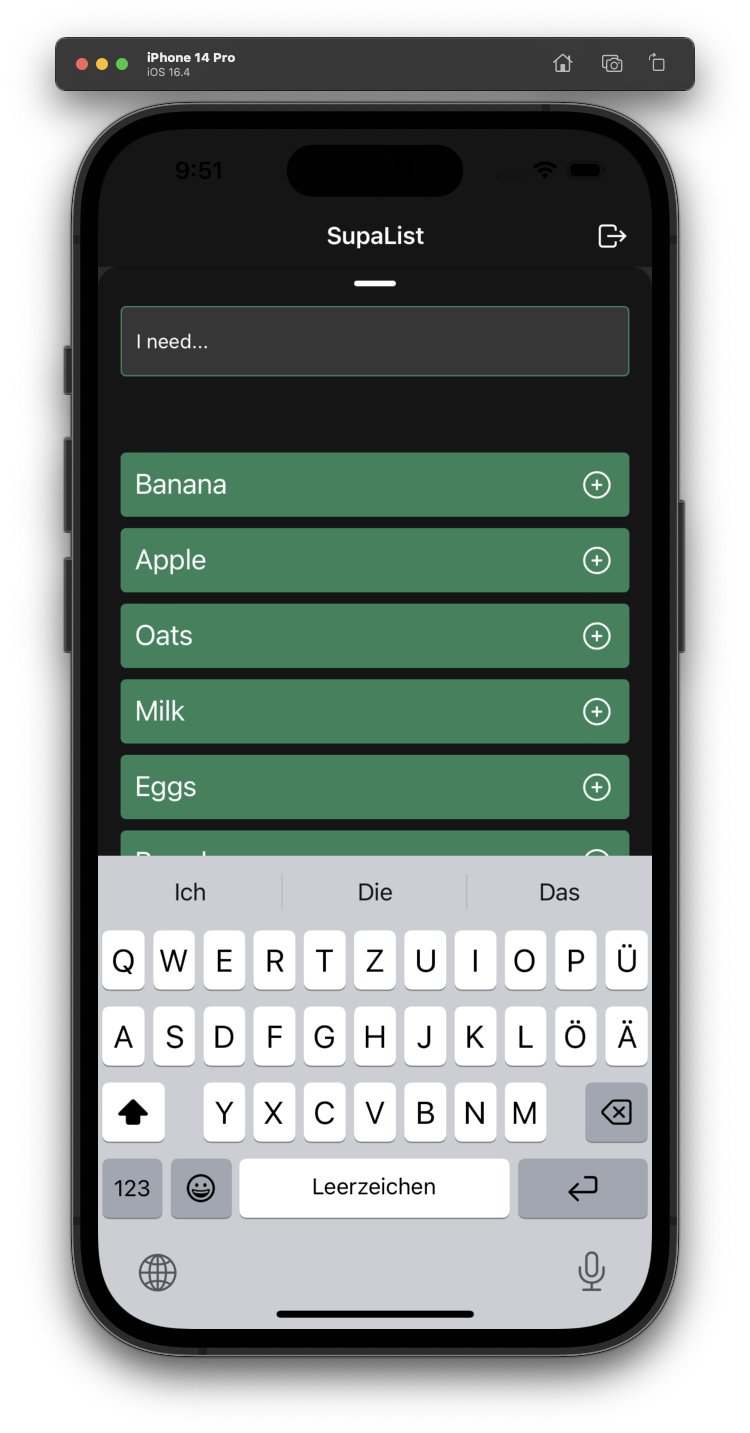 iPhone 14 Pro
iOS 16.4
9:51
SupaList
I need...
Banana
Apple
Oats
Milk
Eggs
Ich Die Das
Q W E R T Z U I O P Ü
A S D F G H J K L Ö Ä
Y X C V B N M
123 Leerzeichen